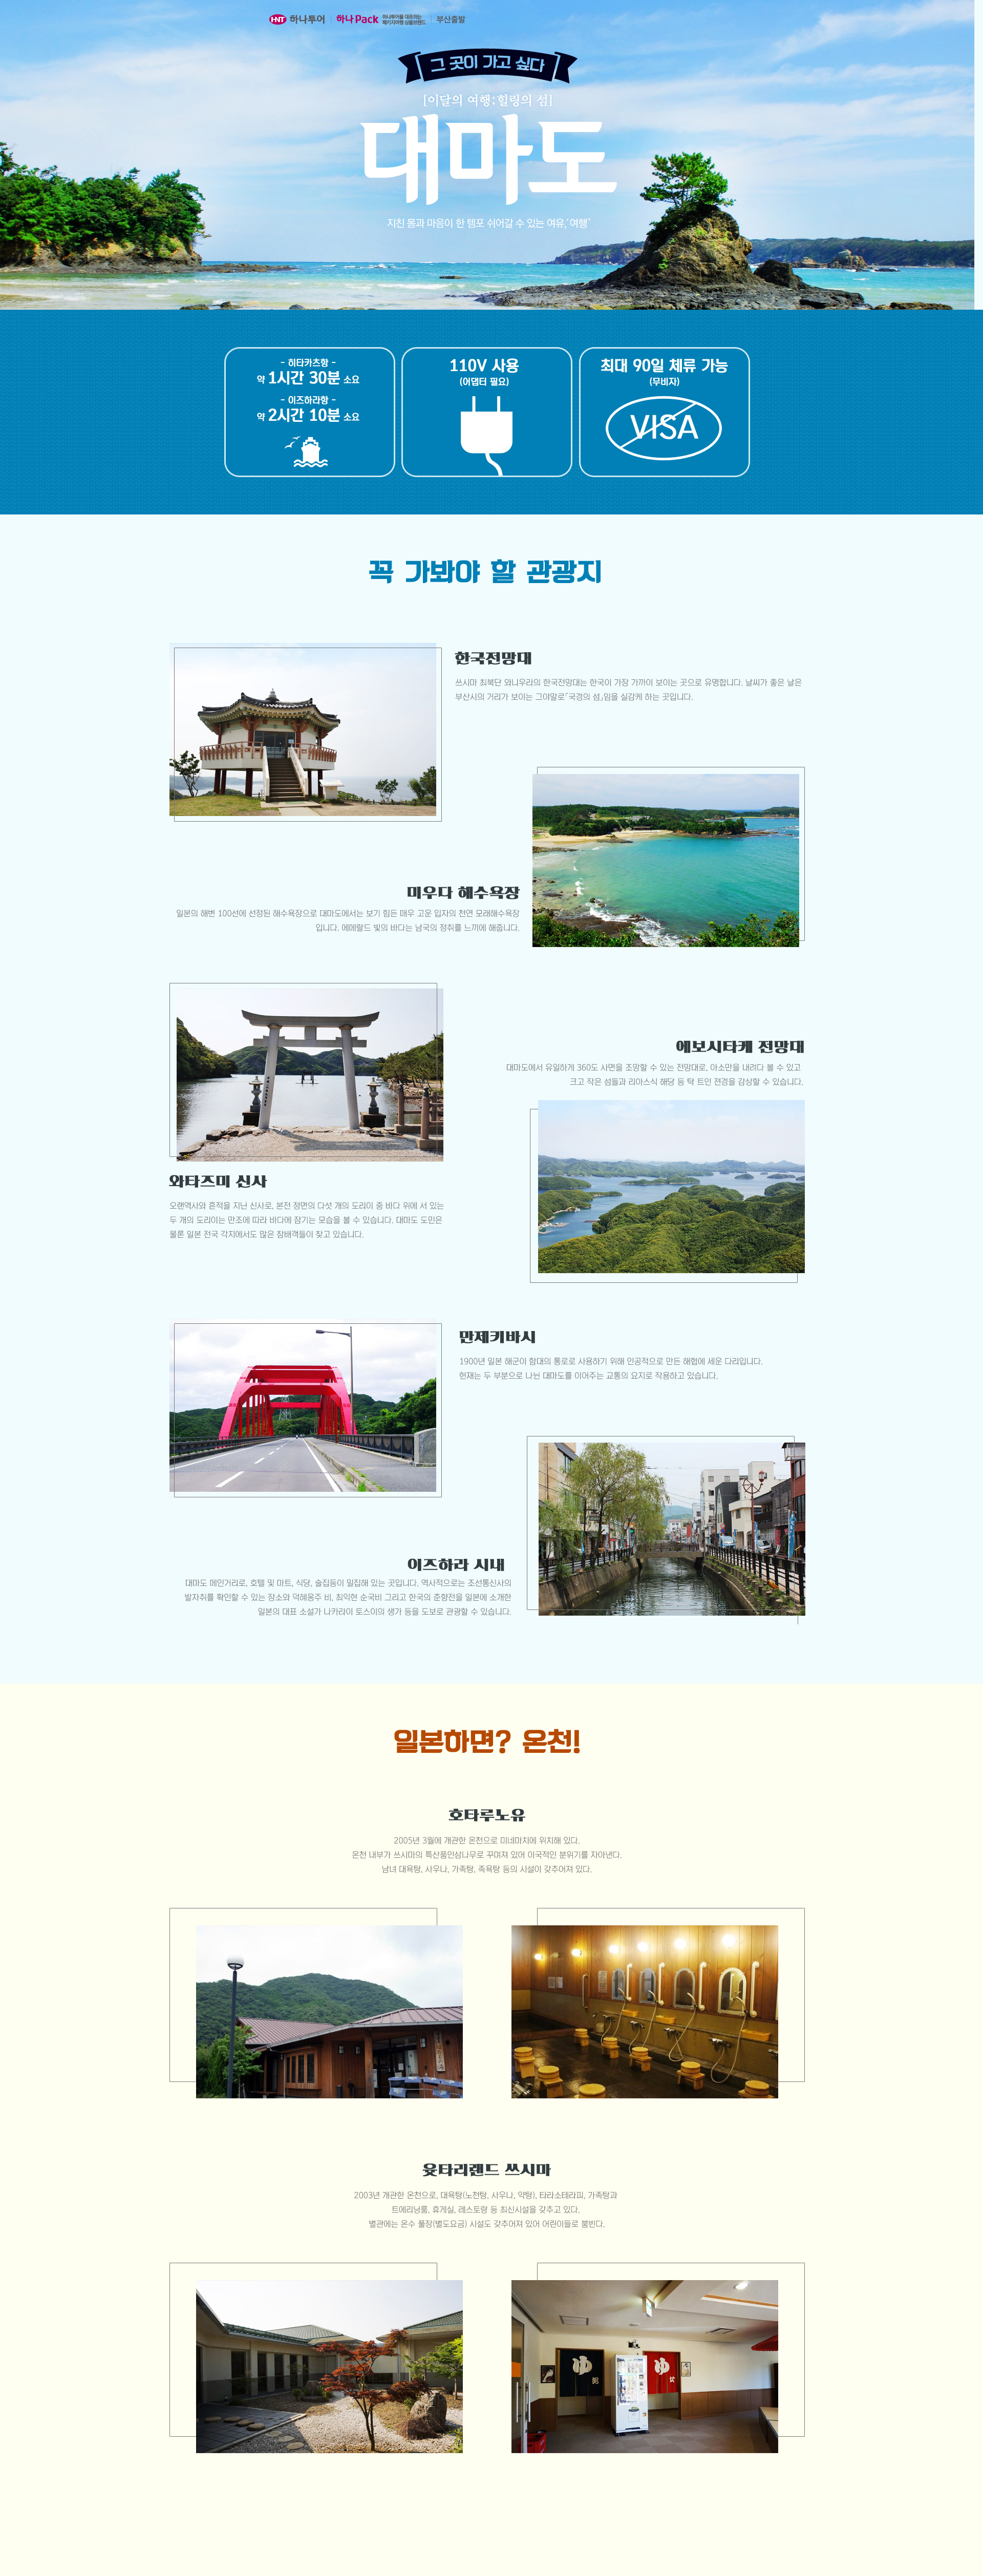 HNT 하나투어 하나 Pack 하나투어를 대표하는 부산출발
패키지여행 상품브랜드
그 곳이 가고 싶다
[이달의 여행;힐링의 섬]
대마도
지친 몸과 마음이 한 템포 쉬어갈 수 있는 여유,'여행'
- 히타카츠항 -
약 1시간 30분 소요
- 이즈하라항 -
약 2시간 10분 소요
110V 사용
(어댑터 필요)
최대 90일 체류 가능
(무비자)
VISA
꼭 가봐야 할 관광지
한국전망대
쓰시마 최북단 와니우라의 한국전망대는 한국이 가장 가까이 보이는 곳으로 유명합니다. 날씨가 좋은 날은
부산시의 거리가 보이는 그야말로「국경의 섬」임을 실감케 하는 곳입니다.
미우다 해수욕장
일본의 해변 100선에 선정된 해수욕장으로 대마도에서는 보기 힘든 매우 고운 입자의 천연 모래해수욕장
입니다. 에메랄드 빛의 바다는 남국의 정취를 느끼에 해줍니다.
에보시타케 전망대
대마도에서 유일하게 360도 사면을 조망할 수 있는 전망대로, 아소만을 내려다 볼 수 있고
크고 작은 섬들과 리아스식 해당 등 탁 트인 전경을 감상할 수 있습니다.
와타즈미 신사
오랜역사와 흔적을 지닌 신사로, 본전 정면의 다섯 개의 도리이 중 바다 위에 서 있는
두 개의 도리이는 만조에 따라 바다에 잠기는 모습을 볼 수 있습니다. 대마도 도민은
물론 일본 전국 각지에서도 많은 참배객들이 찾고 있습니다.
만제키바시
1900년 일본 해군이 함대의 통로로 사용하기 위해 인공적으로 만든 해협에 세운 다리입니다.
현재는 두 부분으로 나뉜 대마도를 이어주는 교통의 요지로 작용하고 있습니다.
이즈하라 시내
대마도 메인거리로, 호텔 및 마트, 식당, 술집등이 밀집해 있는 곳입니다. 역사적으로는 조선통신사의
발자취를 확인할 수 있는 장소와 덕혜옹주 비, 최익현 순국비 그리고 한국의 춘향전을 일본에 소개한
일본의 대표 소설가 나카라이 토스이의 생가 등을 도보로 관광할 수 있습니다.
일본하면? 온천!
호타루노유
2005년 3월에 개관한 온천으로 미네마치에 위치해 있다.
온천 내부가 쓰시마의 특산품인삼나무로 꾸며져 있어 이국적인 분위기를 자아낸다.
남녀 대욕탕, 사우나, 가족탕, 족욕탕 등의 시설이 갖추어져 있다.
윳타리랜드 쓰시마
2003년 개관한 온천으로, 대욕탕(노천탕, 사우나, 약탕), 타라소테라피, 가족탕과
트레이닝룸, 휴게실, 레스토랑 등 최신시설을 갖추고 있다.
별관에는 온수 풀장(별도요금) 시설도 갖추어져 있어 어린이들로 붐빈다.
ゆ
ゆ